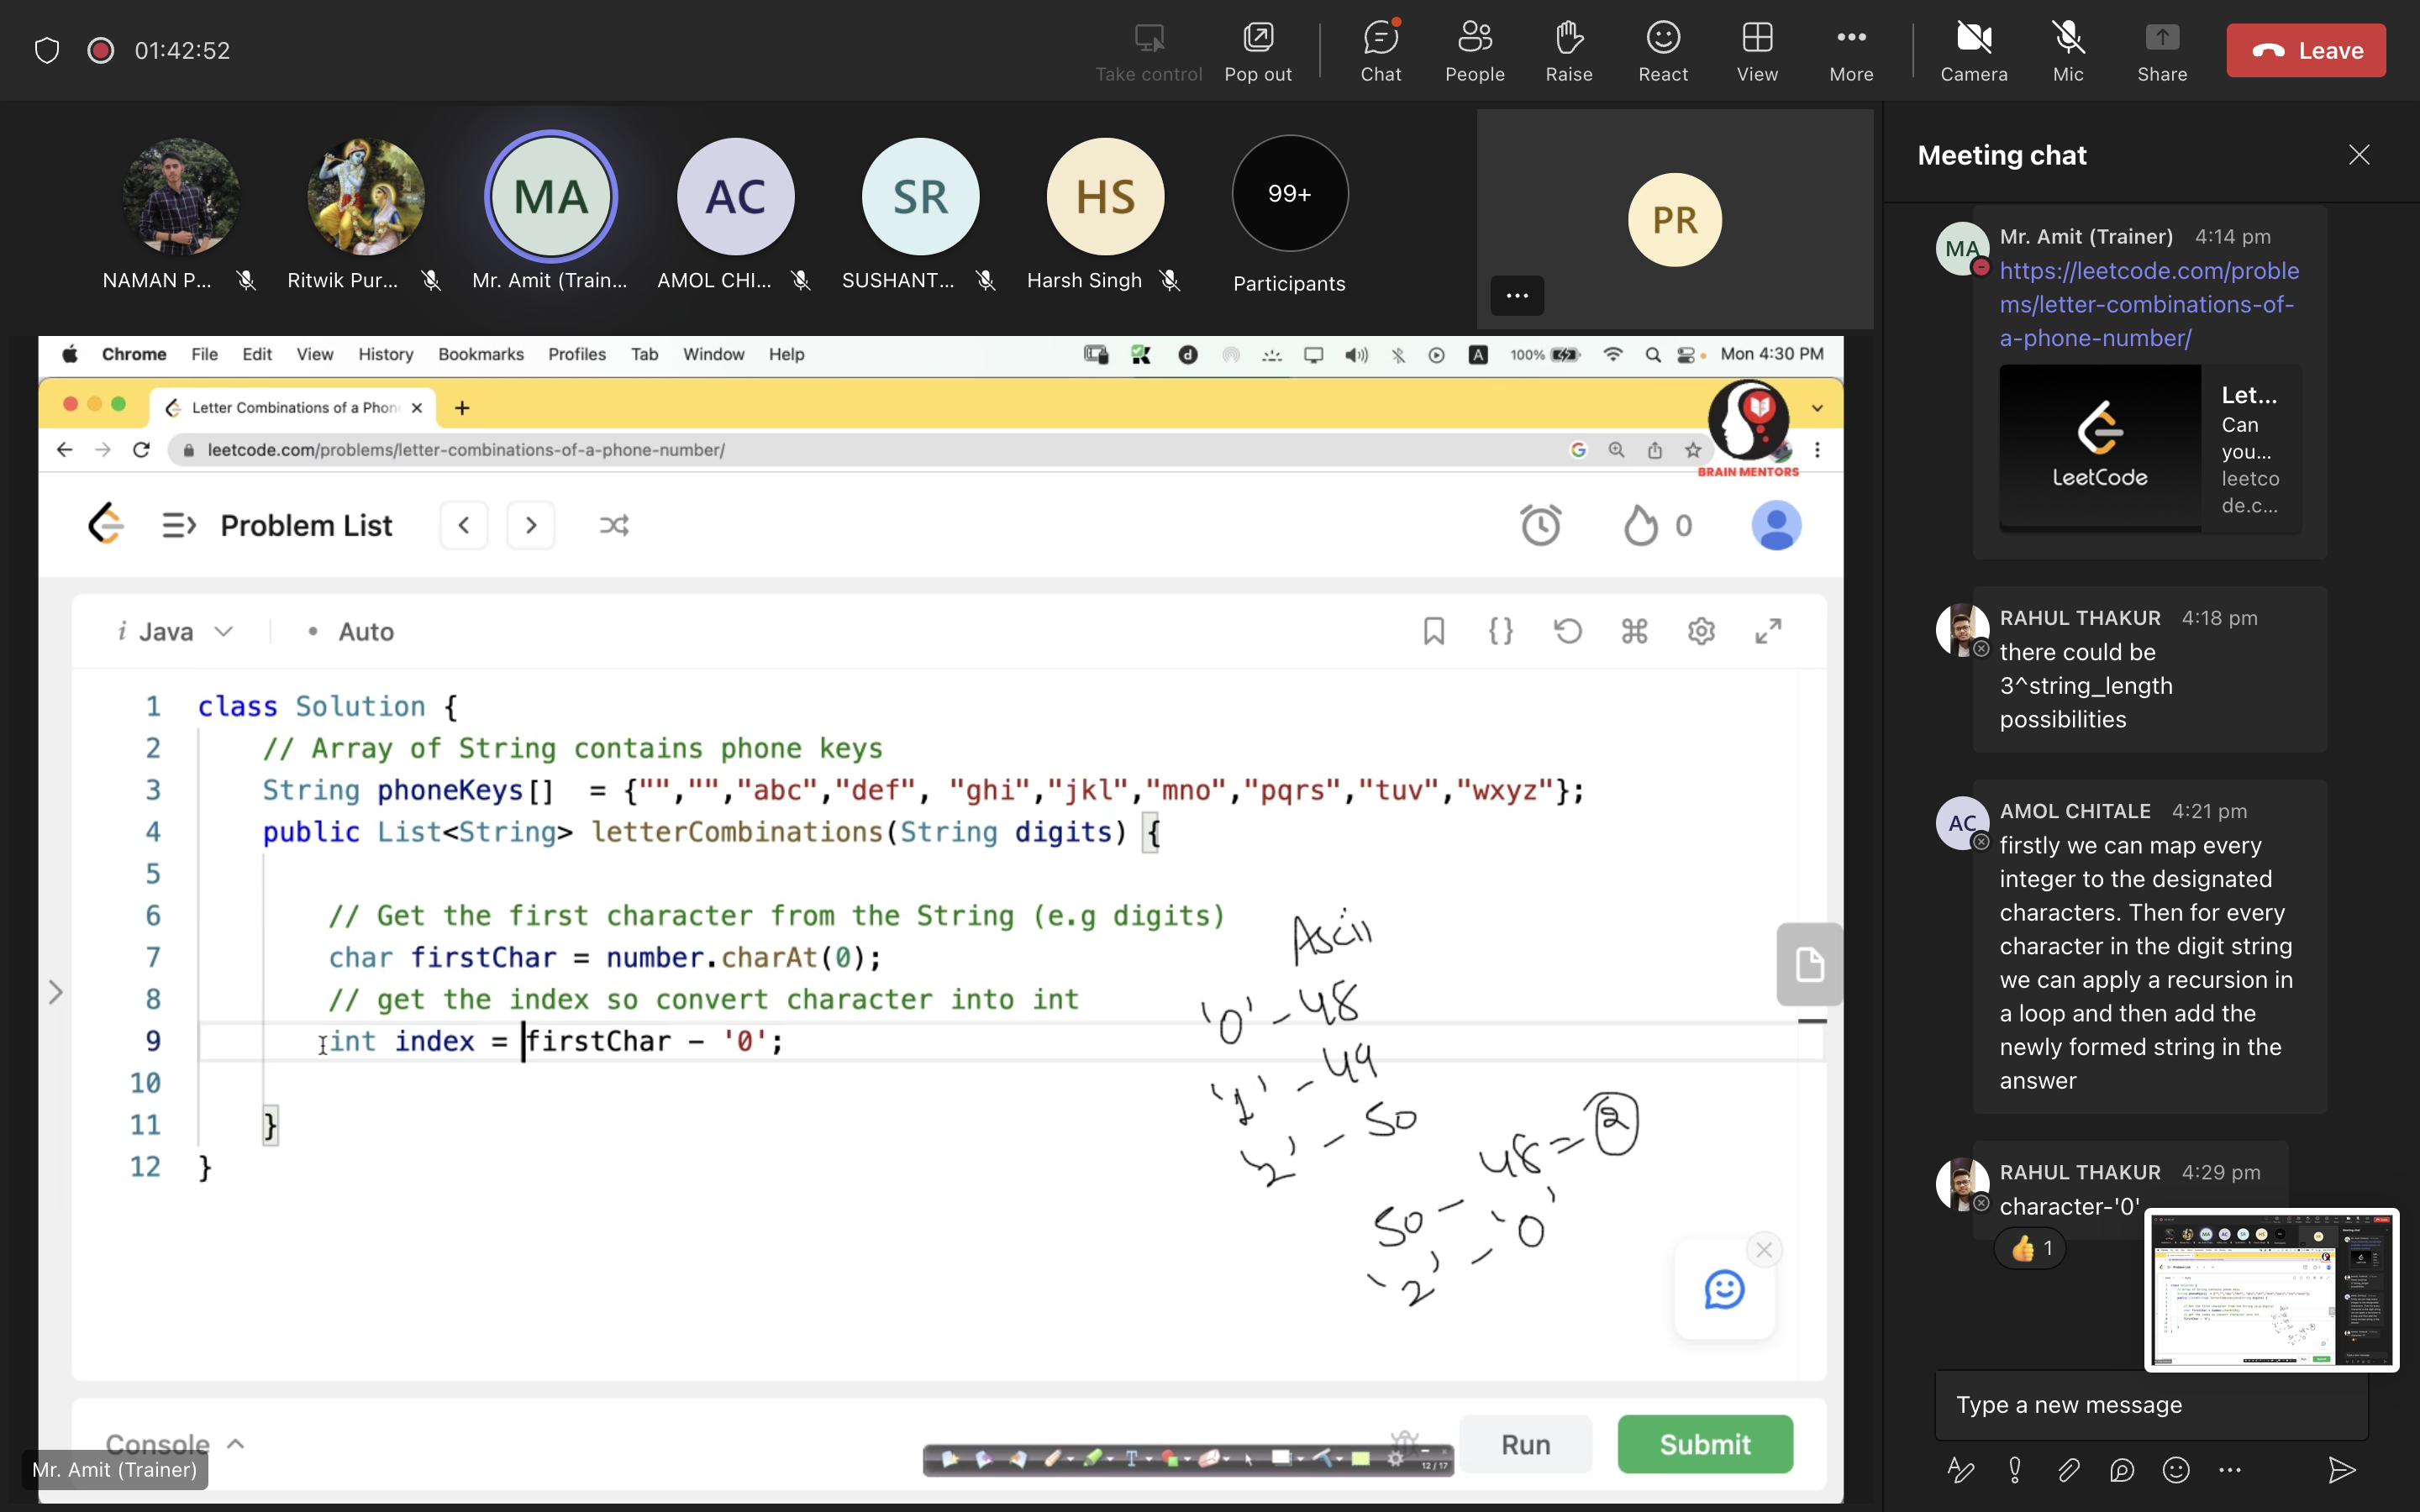 01:42:52
Take control
Pop out
Chat
People
Raise
React
View
More
Camera
Mic
Share
Leave
NAMAN P...
Ritwik Pur...
MA
Mr. Amit (Train...
AC
AMOL CHI...
SR
SUSHANT...
HS
Harsh Singh
99+
Participants
PR
Chrome File Edit View History Bookmarks Profiles Tab Window Help
d A 100% Mon 4:30 PM
Letter Combinations of a Phon
leetcode.com/problems/letter-combinations-of-a-phone-number/
BRAIN MENTORS
Problem List
0
i Java
Auto
1 class Solution {
2 // Array of String contains phone keys
3 String phoneKeys[] = {"","","abc","def", "ghi","jkl","mno","pqrs","tuv","wxyz"};
4 public List<String> letterCombinations(String digits) {
5
6 // Get the first character from the String (e.g digits)
7 char firstChar = number.charAt(0);
8 // get the index so convert character into int
9 int index = firstChar - '0';
10
11 }
12 }
Ascii
'0' - 48
'1' - 49
'2' - 50
50 - 48 = 2
'2' - '0'
Console
Run
Submit
12 / 17
Mr. Amit (Trainer)
Meeting chat
MA
Mr. Amit (Trainer) 4:14 pm
https://leetcode.com/proble
ms/letter-combinations-of-
a-phone-number/
LeetCode
Let...
Can
you...
leetco
de.c...
RAHUL THAKUR 4:18 pm
there could be
3^string_length
possibilities
AC
AMOL CHITALE 4:21 pm
firstly we can map every
integer to the designated
characters. Then for every
character in the digit string
we can apply a recursion in
a loop and then add the
newly formed string in the
answer
RAHUL THAKUR 4:29 pm
character-'0'
1
Type a new message